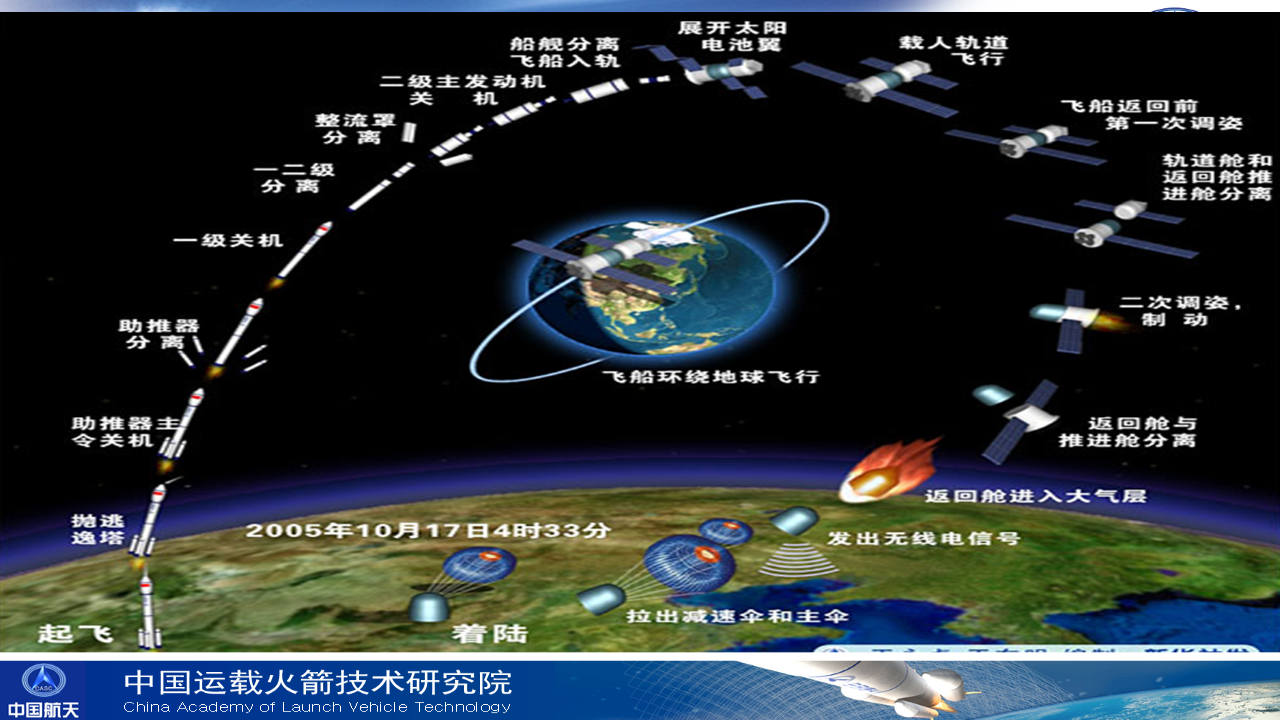 展开太阳
电池翼
船舰分离
飞船入轨
载人轨道
飞行
二级主发动机
关 机
飞船返回前
第一次调姿
整流罩
分离
轨道舱和
返回舱推
进舱分离
一二级
分离
一级关机
二次调姿，
制 动
助推器
分离
飞船环绕地球飞行
助推器主
令关机
返回舱与
推进舱分离
返回舱进入大气层
抛逃
逸塔
2005年10月17日4时33分
发出无线电信号
拉出减速伞和主伞
起飞
着陆
CASC
中国航天
中国运载火箭技术研究院
China Academy of Launch Vehicle Technology